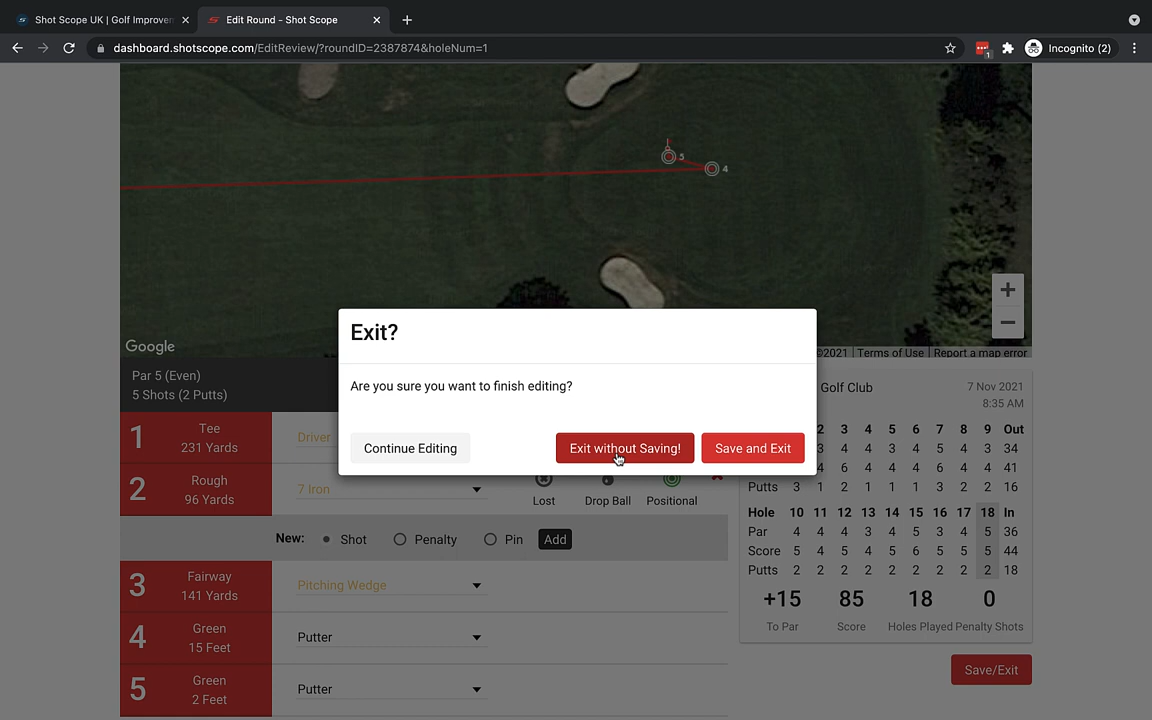 Shot Scope UK | Golf Improvem
Edit Round - Shot Scope
dashboard.shotscope.com/EditReview/?roundID=2387874&holeNum=1
1
Incognito (2)
5
4
+
−
Google
©2021 | Terms of Use | Report a map error
Exit?
Are you sure you want to finish editing?
Continue Editing
Exit without Saving!
Save and Exit
Par 5 (Even)
5 Shots (2 Putts)
1 Tee
231 Yards
Driver
2 Rough
96 Yards
7 Iron
Lost Drop Ball Positional
New: Shot Penalty Pin Add
3 Fairway
141 Yards
Pitching Wedge
4 Green
15 Feet
Putter
5 Green
2 Feet
Putter
Golf Club 7 Nov 2021
8:35 AM
2 3 4 5 6 7 8 9 Out
3 4 4 3 4 5 4 3 34
4 6 4 4 4 6 4 4 41
Putts 3 1 2 1 1 1 3 2 2 16
Hole 10 11 12 13 14 15 16 17 18 In
Par 4 4 4 3 4 5 3 4 5 36
Score 5 4 5 4 5 6 5 5 5 44
Putts 2 2 2 2 2 2 2 2 2 18
+15 85 18 0
To Par Score Holes Played Penalty Shots
Save/Exit